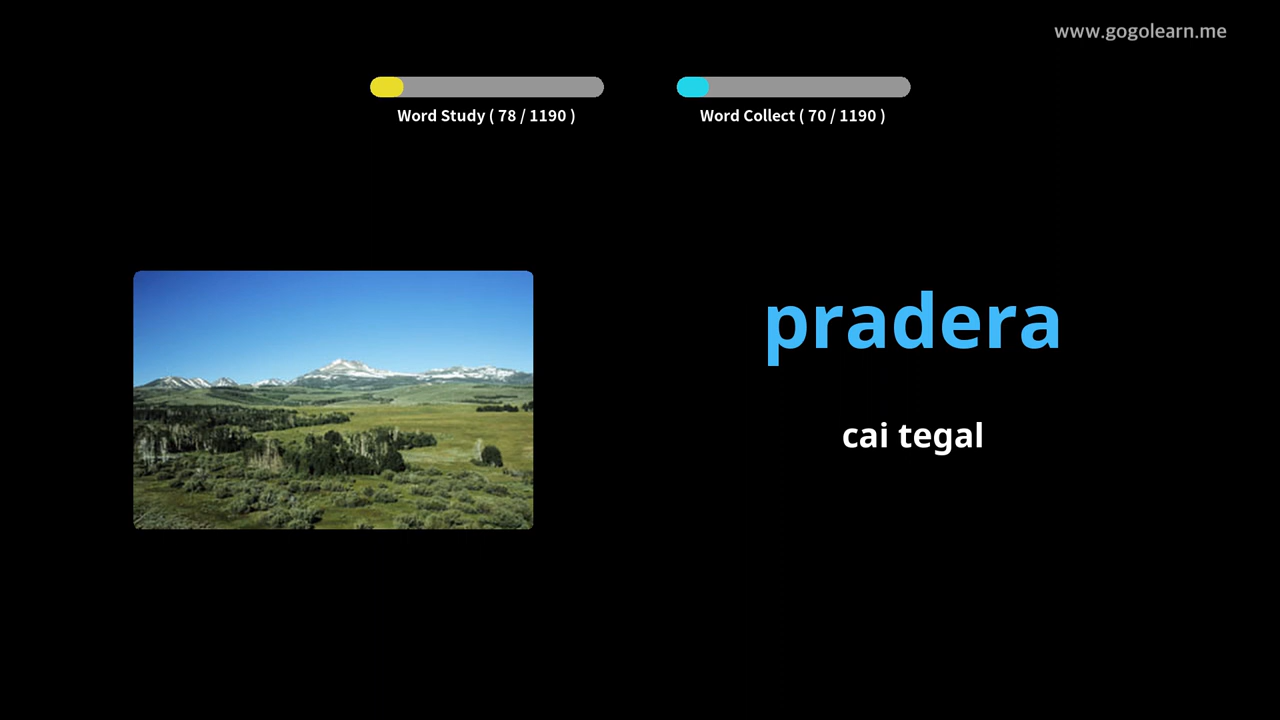 www.gogolearn.me
Word Study ( 78 / 1190 )
Word Collect ( 70 / 1190 )
pradera
cai tegal